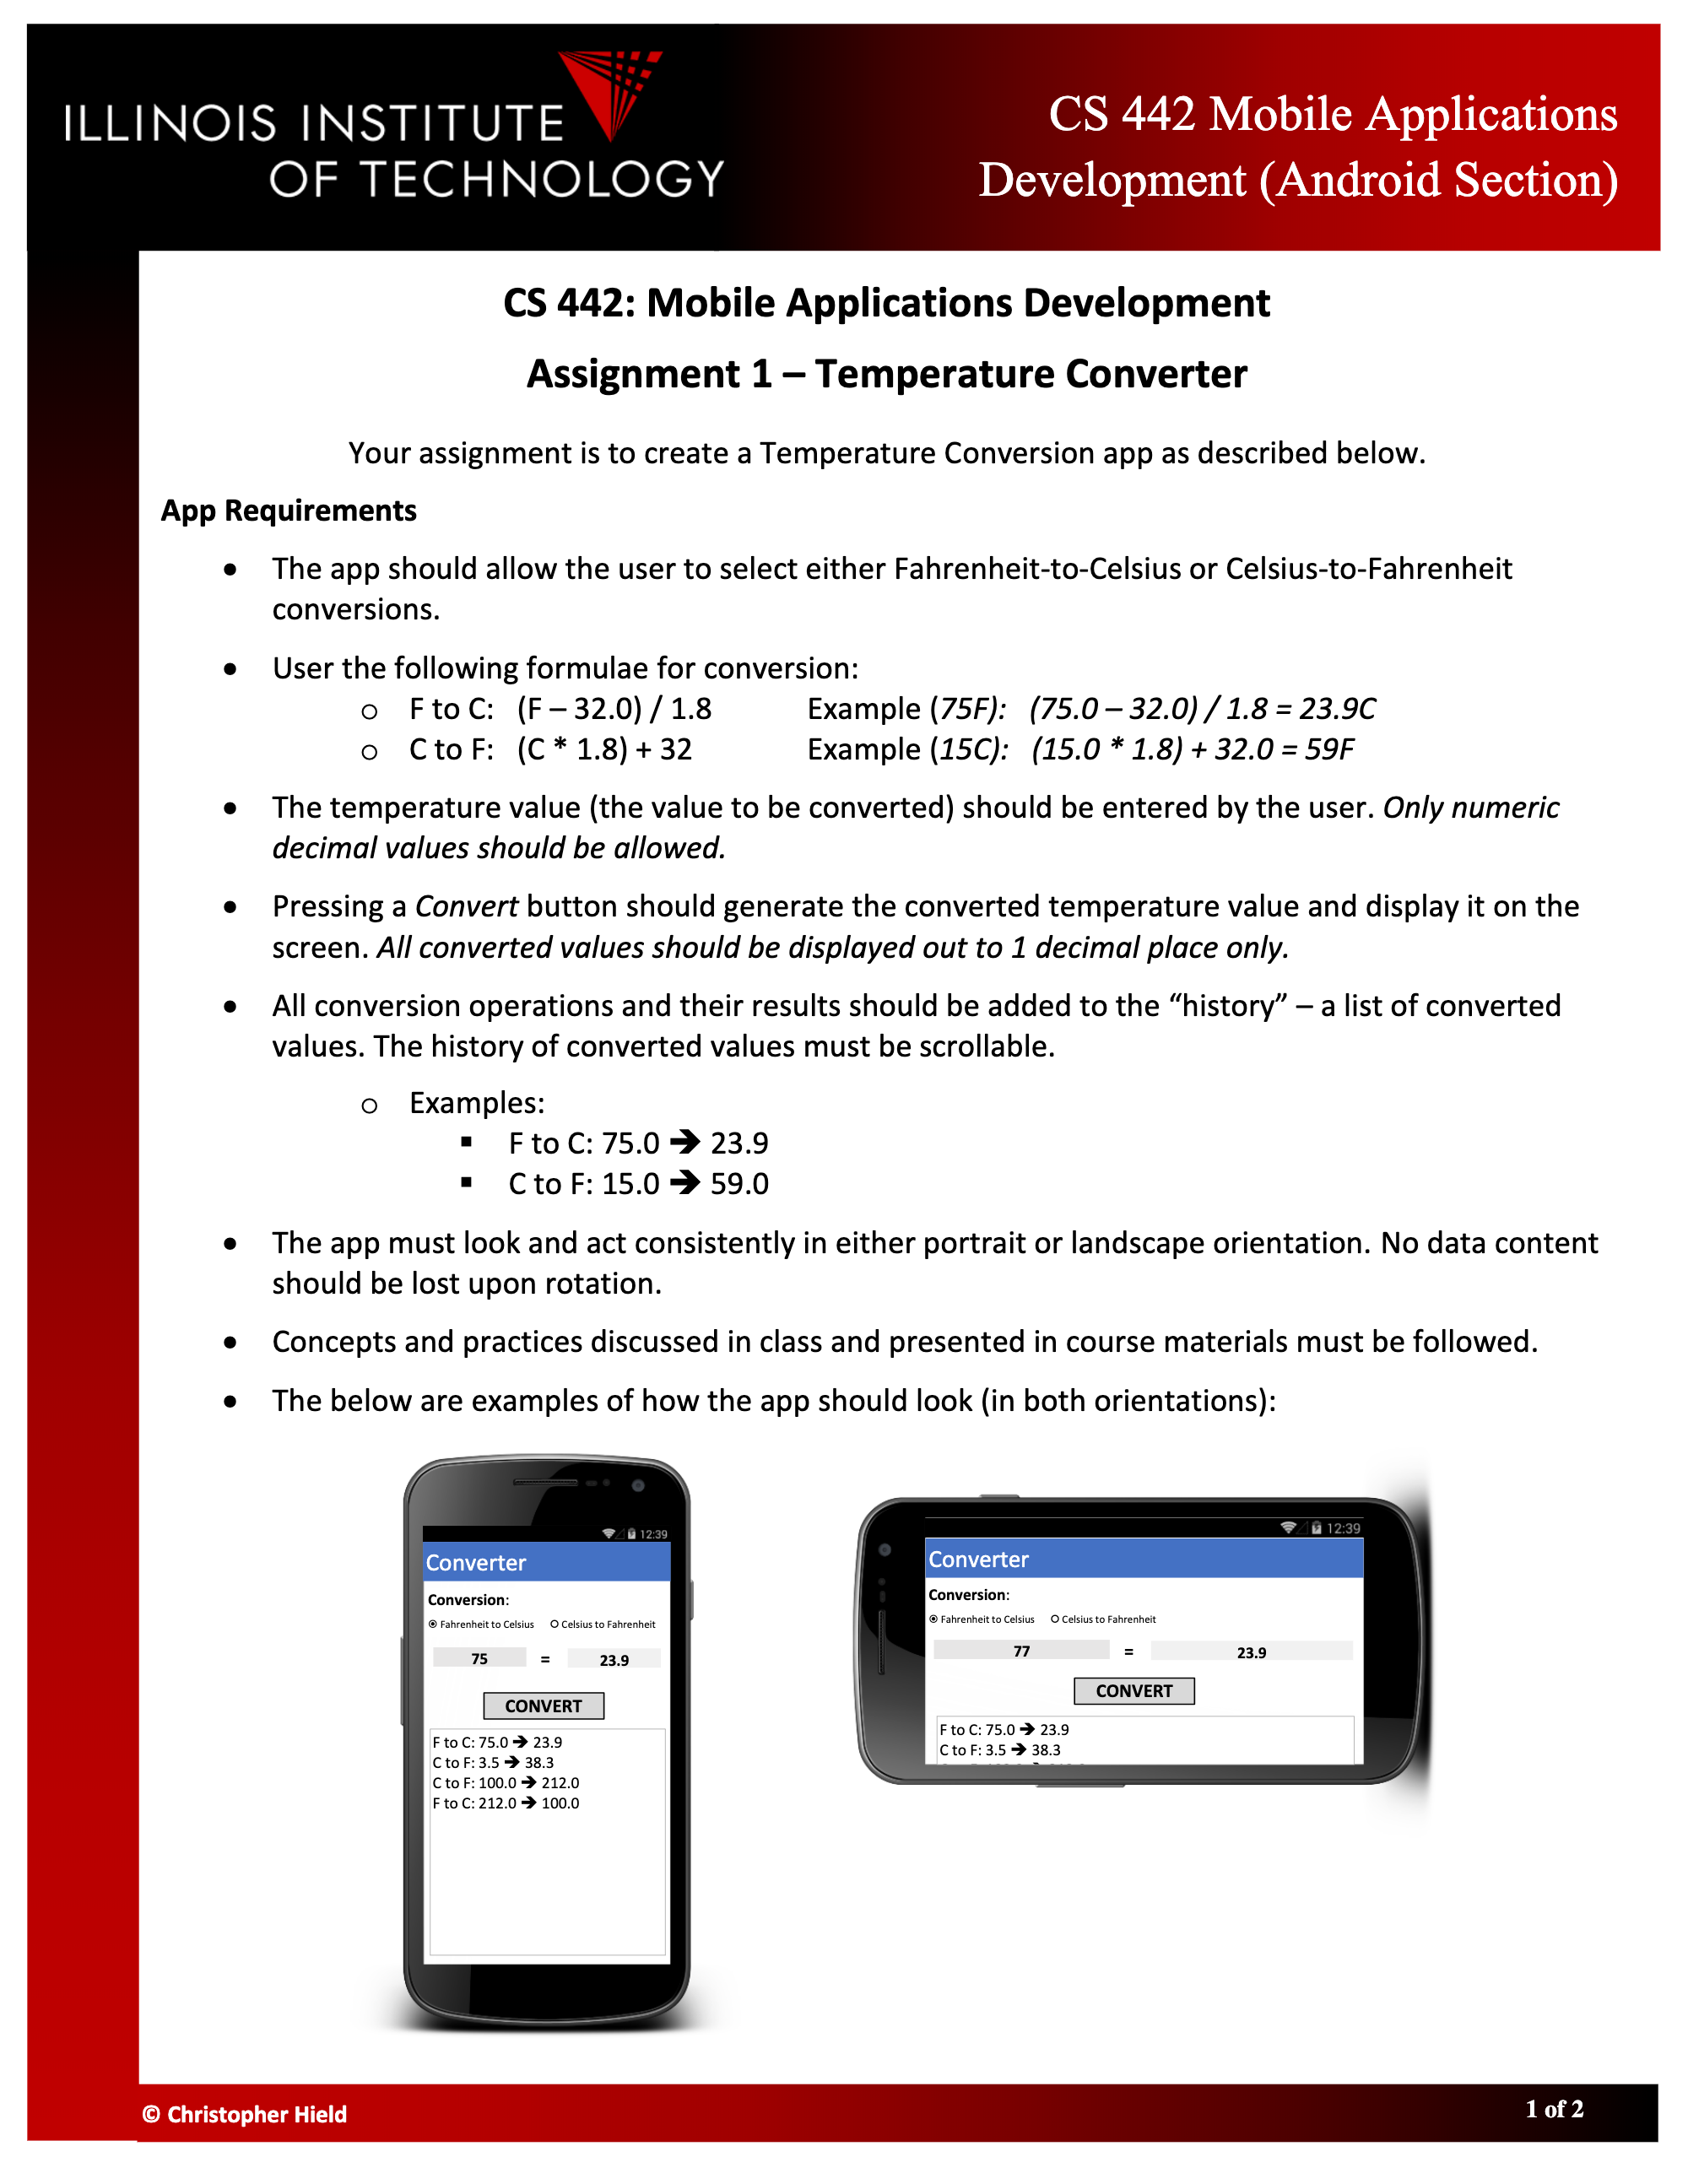 ILLINOIS INSTITUTE
OF TECHNOLOGY
CS 442 Mobile Applications
Development (Android Section)
CS 442: Mobile Applications Development
Assignment 1 – Temperature Converter
Your assignment is to create a Temperature Conversion app as described below.
App Requirements
• The app should allow the user to select either Fahrenheit-to-Celsius or Celsius-to-Fahrenheit
conversions.
• User the following formulae for conversion:
o F to C: (F – 32.0) / 1.8 Example (75F): (75.0 – 32.0) / 1.8 = 23.9C
o C to F: (C * 1.8) + 32 Example (15C): (15.0 * 1.8) + 32.0 = 59F
• The temperature value (the value to be converted) should be entered by the user. Only numeric
decimal values should be allowed.
• Pressing a Convert button should generate the converted temperature value and display it on the
screen. All converted values should be displayed out to 1 decimal place only.
• All conversion operations and their results should be added to the “history” – a list of converted
values. The history of converted values must be scrollable.
o Examples:
▪ F to C: 75.0 ➔ 23.9
▪ C to F: 15.0 ➔ 59.0
• The app must look and act consistently in either portrait or landscape orientation. No data content
should be lost upon rotation.
• Concepts and practices discussed in class and presented in course materials must be followed.
• The below are examples of how the app should look (in both orientations):
12:39
Converter
Conversion:
Fahrenheit to Celsius Celsius to Fahrenheit
75 = 23.9
CONVERT
F to C: 75.0 ➔ 23.9
C to F: 3.5 ➔ 38.3
C to F: 100.0 ➔ 212.0
F to C: 212.0 ➔ 100.0
12:39
Converter
Conversion:
Fahrenheit to Celsius Celsius to Fahrenheit
77 = 23.9
CONVERT
F to C: 75.0 ➔ 23.9
C to F: 3.5 ➔ 38.3
© Christopher Hield
1 of 2